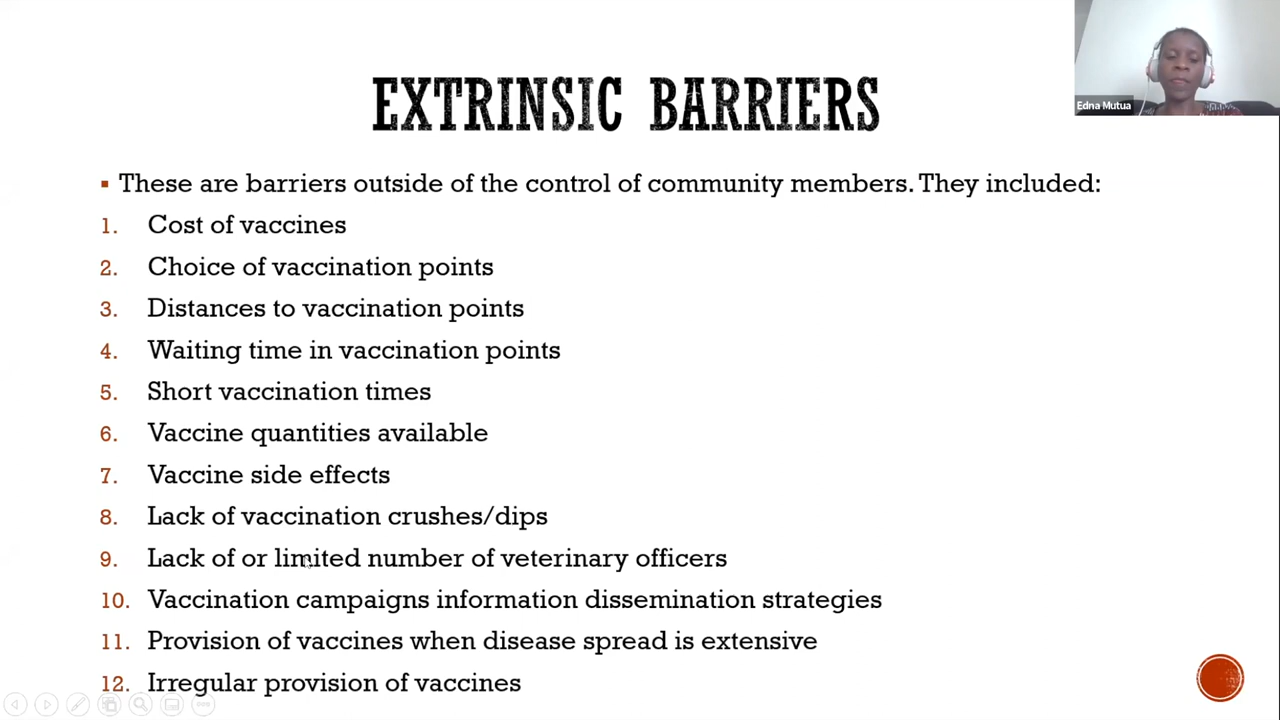 EXTRINSIC BARRIERS
Edna Mutua
▪ These are barriers outside of the control of community members. They included:
1. Cost of vaccines
2. Choice of vaccination points
3. Distances to vaccination points
4. Waiting time in vaccination points
5. Short vaccination times
6. Vaccine quantities available
7. Vaccine side effects
8. Lack of vaccination crushes/dips
9. Lack of or limited number of veterinary officers
10. Vaccination campaigns information dissemination strategies
11. Provision of vaccines when disease spread is extensive
12. Irregular provision of vaccines